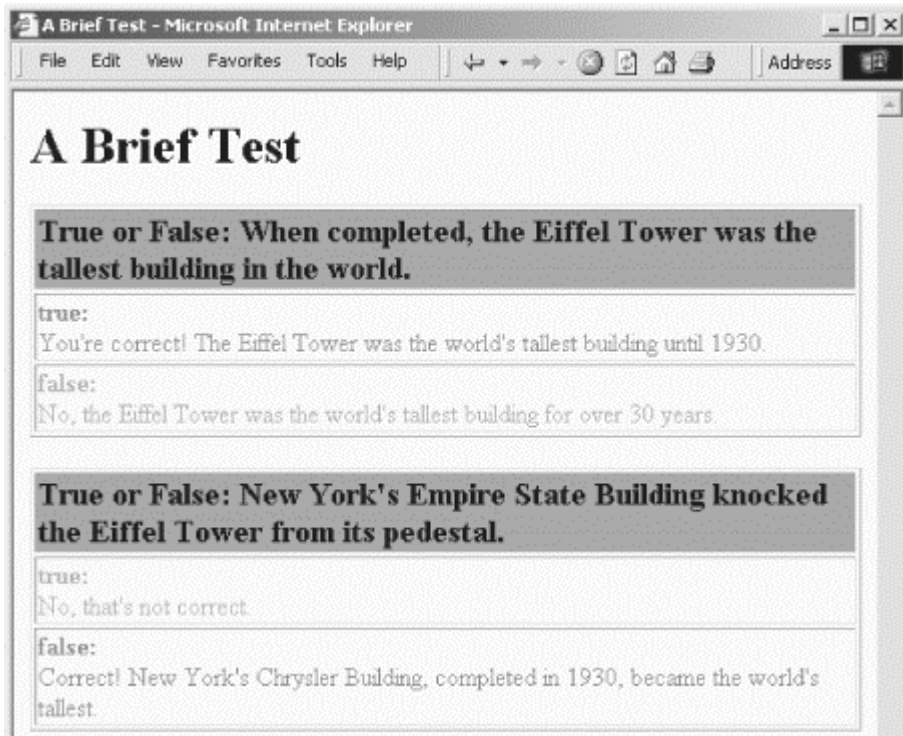 A Brief Test - Microsoft Internet Explorer
File Edit View Favorites Tools Help Address
A Brief Test
True or False: When completed, the Eiffel Tower was the
tallest building in the world.
true:
You're correct! The Eiffel Tower was the world's tallest building until 1930.
false:
No, the Eiffel Tower was the world's tallest building for over 30 years.
True or False: New York's Empire State Building knocked
the Eiffel Tower from its pedestal.
true:
No, that's not correct.
false:
Correct! New York's Chrysler Building, completed in 1930, became the world's
tallest.